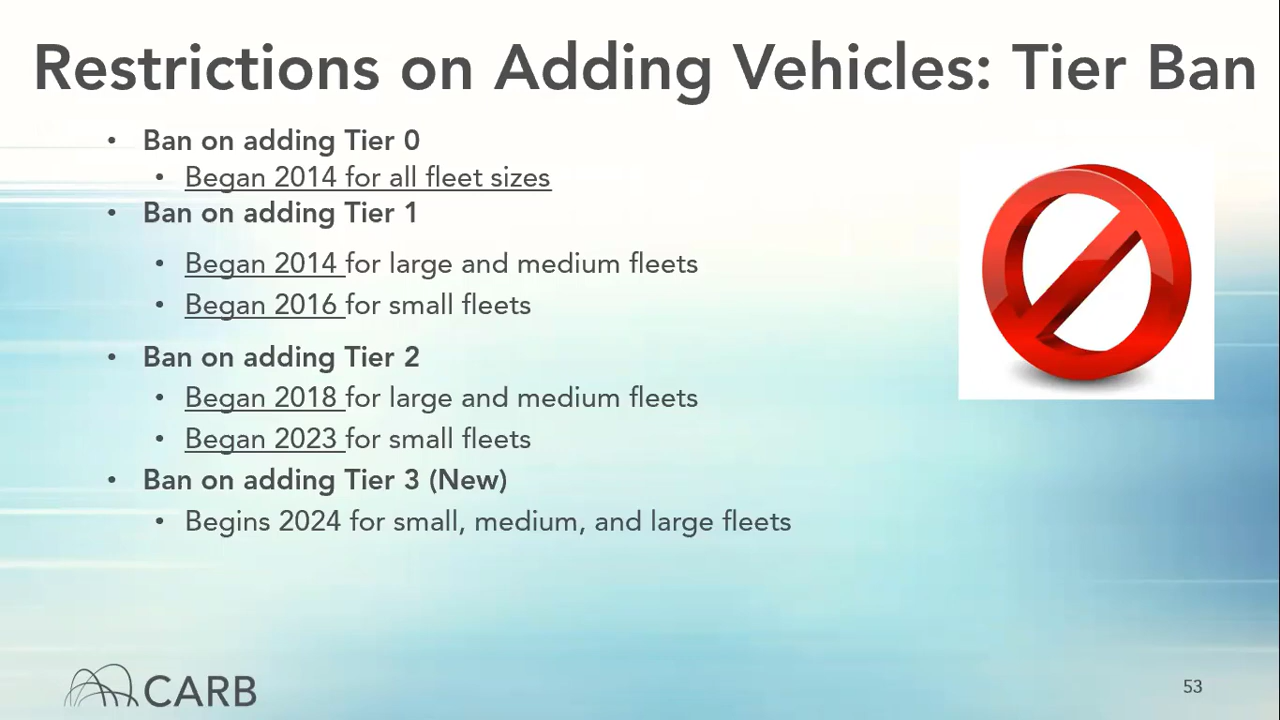 Restrictions on Adding Vehicles: Tier Ban
• Ban on adding Tier 0
• Began 2014 for all fleet sizes
• Ban on adding Tier 1
• Began 2014 for large and medium fleets
• Began 2016 for small fleets
• Ban on adding Tier 2
• Began 2018 for large and medium fleets
• Began 2023 for small fleets
• Ban on adding Tier 3 (New)
• Begins 2024 for small, medium, and large fleets
CARB
53